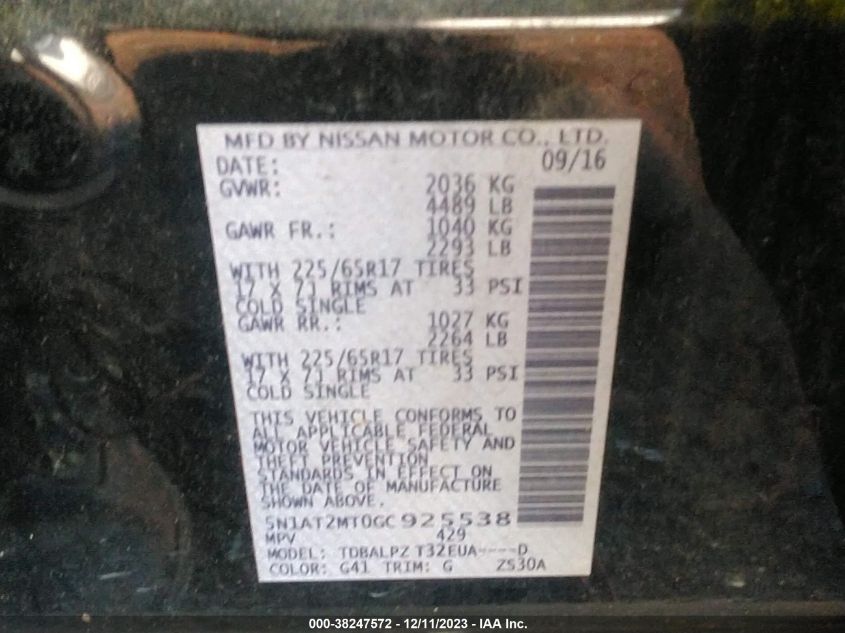 MFD BY NISSAN MOTOR CO., LTD.
DATE: 09/16
GVWR: 2036 KG
4489 LB
GAWR FR.: 1040 KG
2293 LB
WITH 225/65R17 TIRES
17 X 7J RIMS AT 33 PSI
COLD SINGLE
GAWR RR.: 1027 KG
2264 LB
WITH 225/65R17 TIRES
17 X 7J RIMS AT 33 PSI
COLD SINGLE
THIS VEHICLE CONFORMS TO
ALL APPLICABLE FEDERAL
MOTOR VEHICLE SAFETY AND
THEFT PREVENTION
STANDARDS IN EFFECT ON
THE DATE OF MANUFACTURE
SHOWN ABOVE.
5N1AT2MT0GC925538
MPV 429
MODEL: TDBALPZ T32EUA----D
COLOR: G41 TRIM: G ZS30A
000-38247572 - 12/11/2023 - IAA Inc.